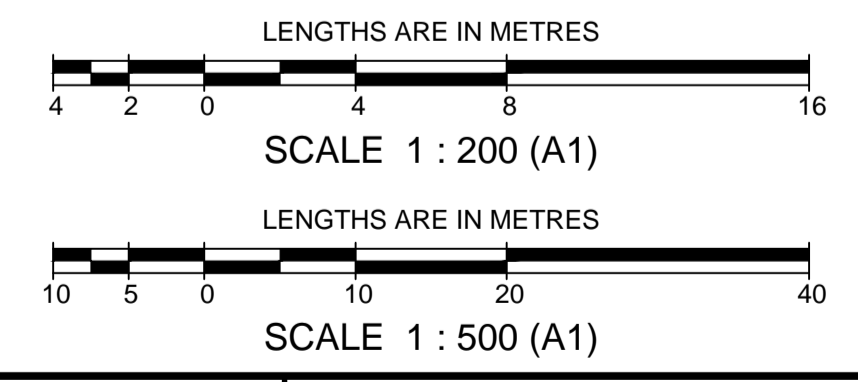 LENGTHS ARE IN METRES
4 2 0 4 8 16
SCALE 1 : 200 (A1)
LENGTHS ARE IN METRES
10 5 0 10 20 40
SCALE 1 : 500 (A1)